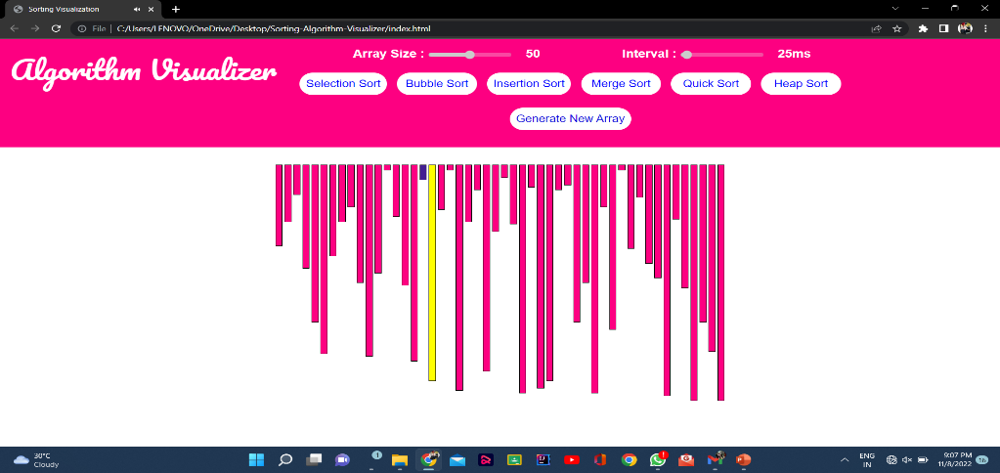 Sorting Visualization
File | C:/Users/LENOVO/OneDrive/Desktop/Sorting-Algorithm-Visualizer/index.html
Algorithm Visualizer
Array Size : 50 Interval : 25ms
Selection Sort Bubble Sort Insertion Sort Merge Sort Quick Sort Heap Sort
Generate New Array
30°C
Cloudy
1
ENG
IN
9:07 PM
11/8/2022